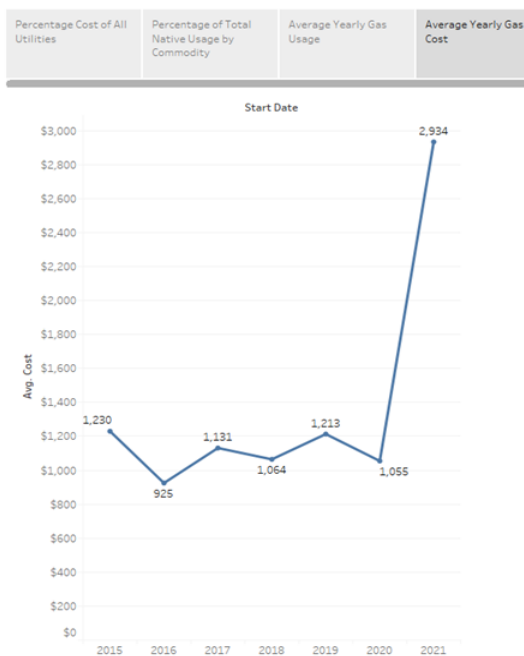 Percentage Cost of All
Utilities
Percentage of Total
Native Usage by
Commodity
Average Yearly Gas
Usage
Average Yearly Gas
Cost
Start Date
$3,000
$2,800
$2,600
$2,400
$2,200
$2,000
$1,800
$1,600
$1,400
$1,200
$1,000
$800
$600
$400
$200
$0
Avg. Cost
1,230
925
1,131
1,064
1,213
1,055
2,934
2015 2016 2017 2018 2019 2020 2021